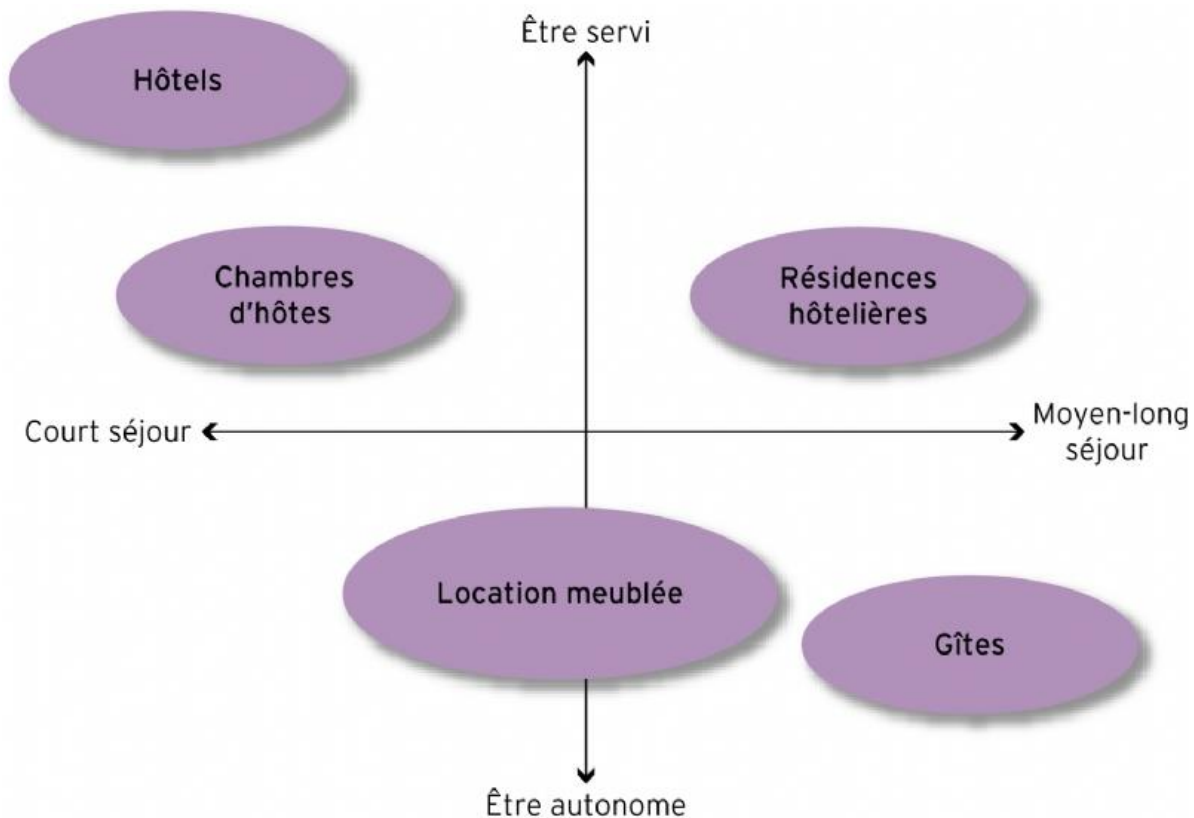 Être servi
Hôtels
Chambres
d'hôtes
Résidences
hôtelières
Court séjour
Moyen-long
séjour
Location meublée
Gîtes
Être autonome